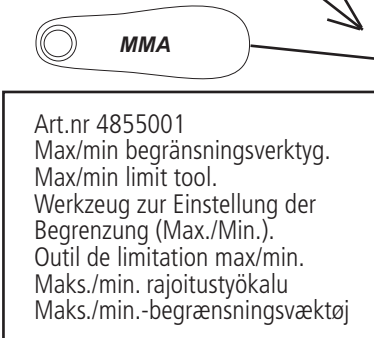 MMA
Art.nr 4855001
Max/min begränsningsverktyg.
Max/min limit tool.
Werkzeug zur Einstellung der
Begrenzung (Max./Min.).
Outil de limitation max/min.
Maks./min. rajoitustyökalu
Maks./min.-begrænsningsvæktøj